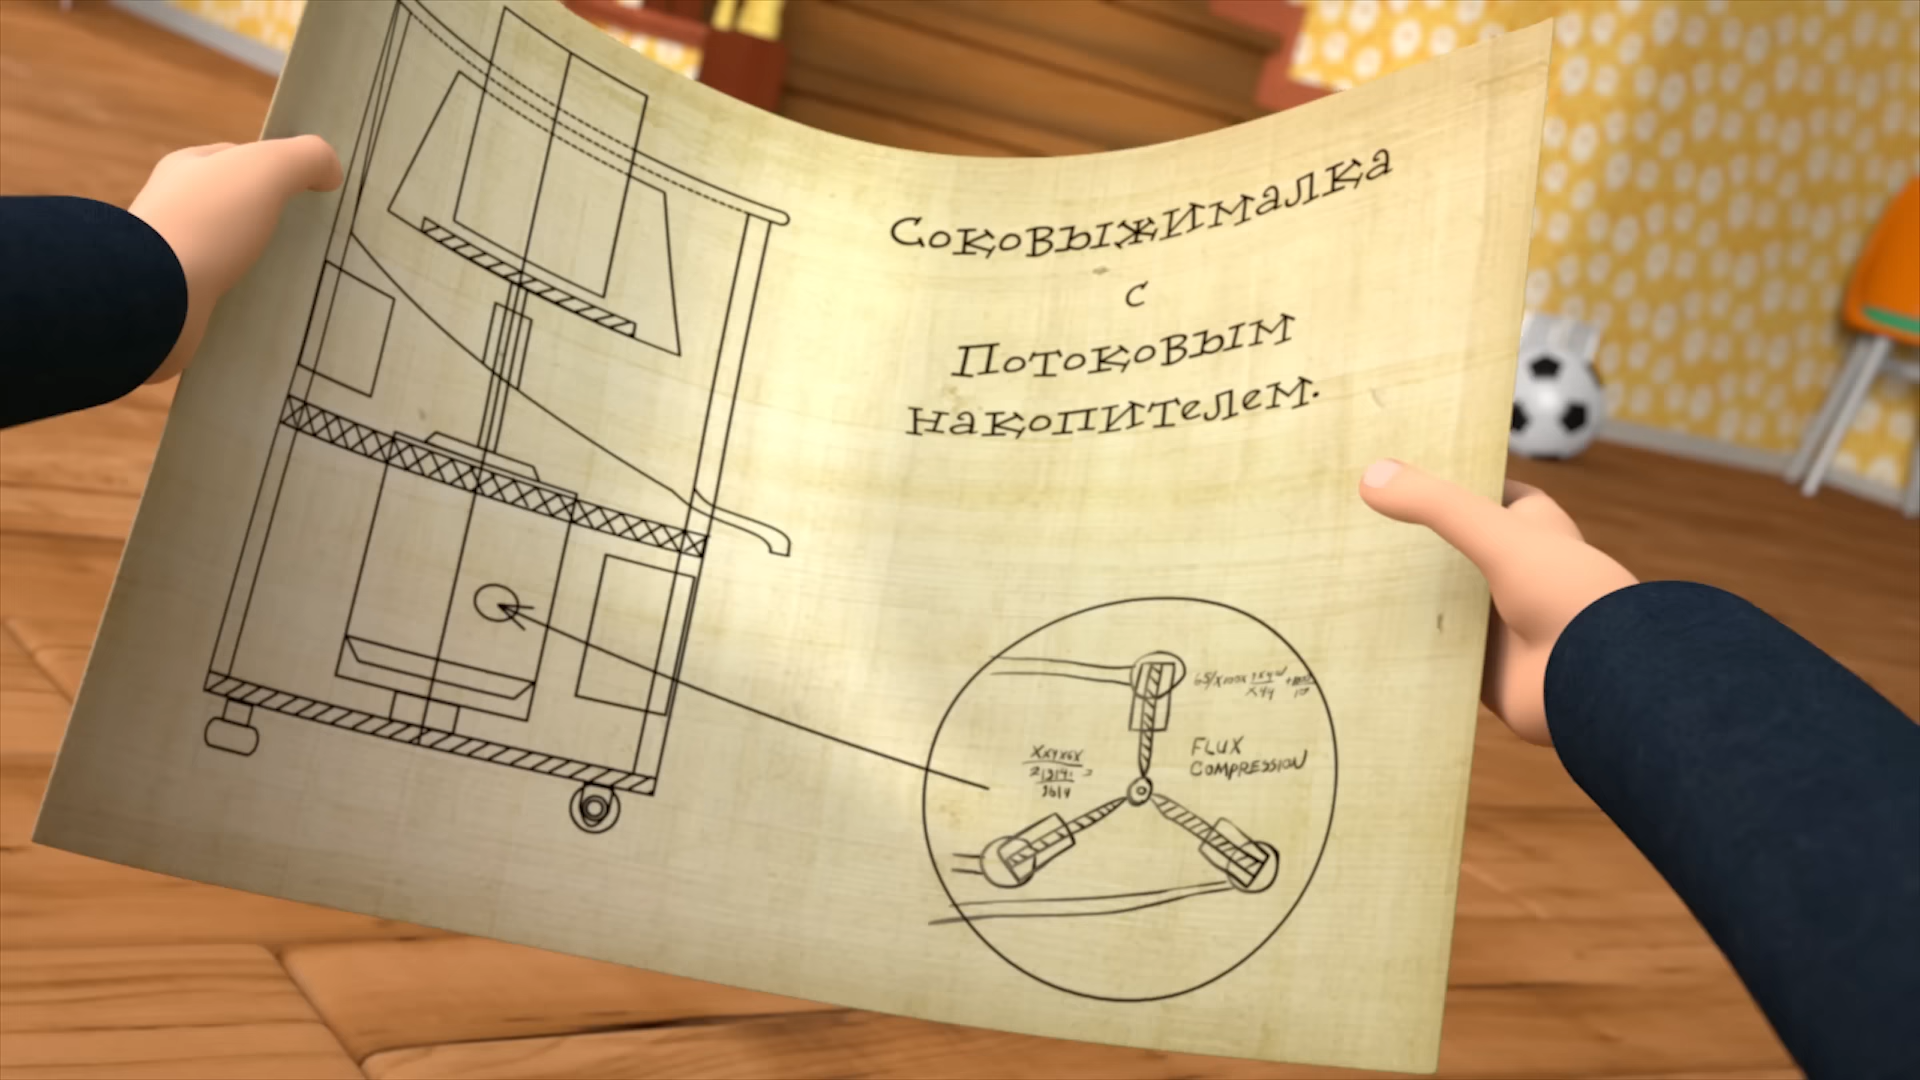 Соковыжималка
с
Потоковым
накопителем.
FLUX
COMPRESSION